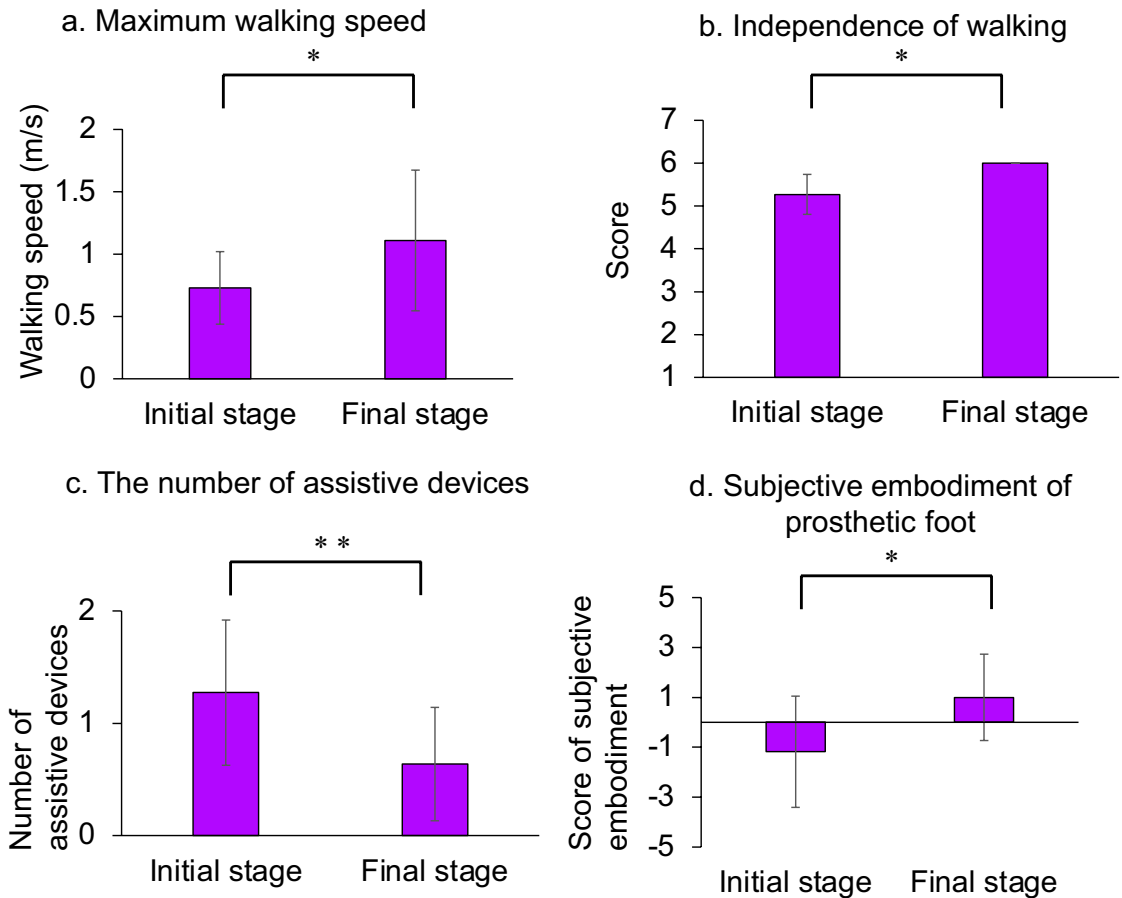 a. Maximum walking speed
*
Walking speed (m/s)
2
1.5
1
0.5
0
Initial stage
Final stage
b. Independence of walking
*
Score
7
6
5
4
3
2
1
Initial stage
Final stage
c. The number of assistive devices
* *
Number of
assistive devices
2
1
0
Initial stage
Final stage
d. Subjective embodiment of
prosthetic foot
*
Score of subjective
embodiment
5
3
1
-1
-3
-5
Initial stage
Final stage